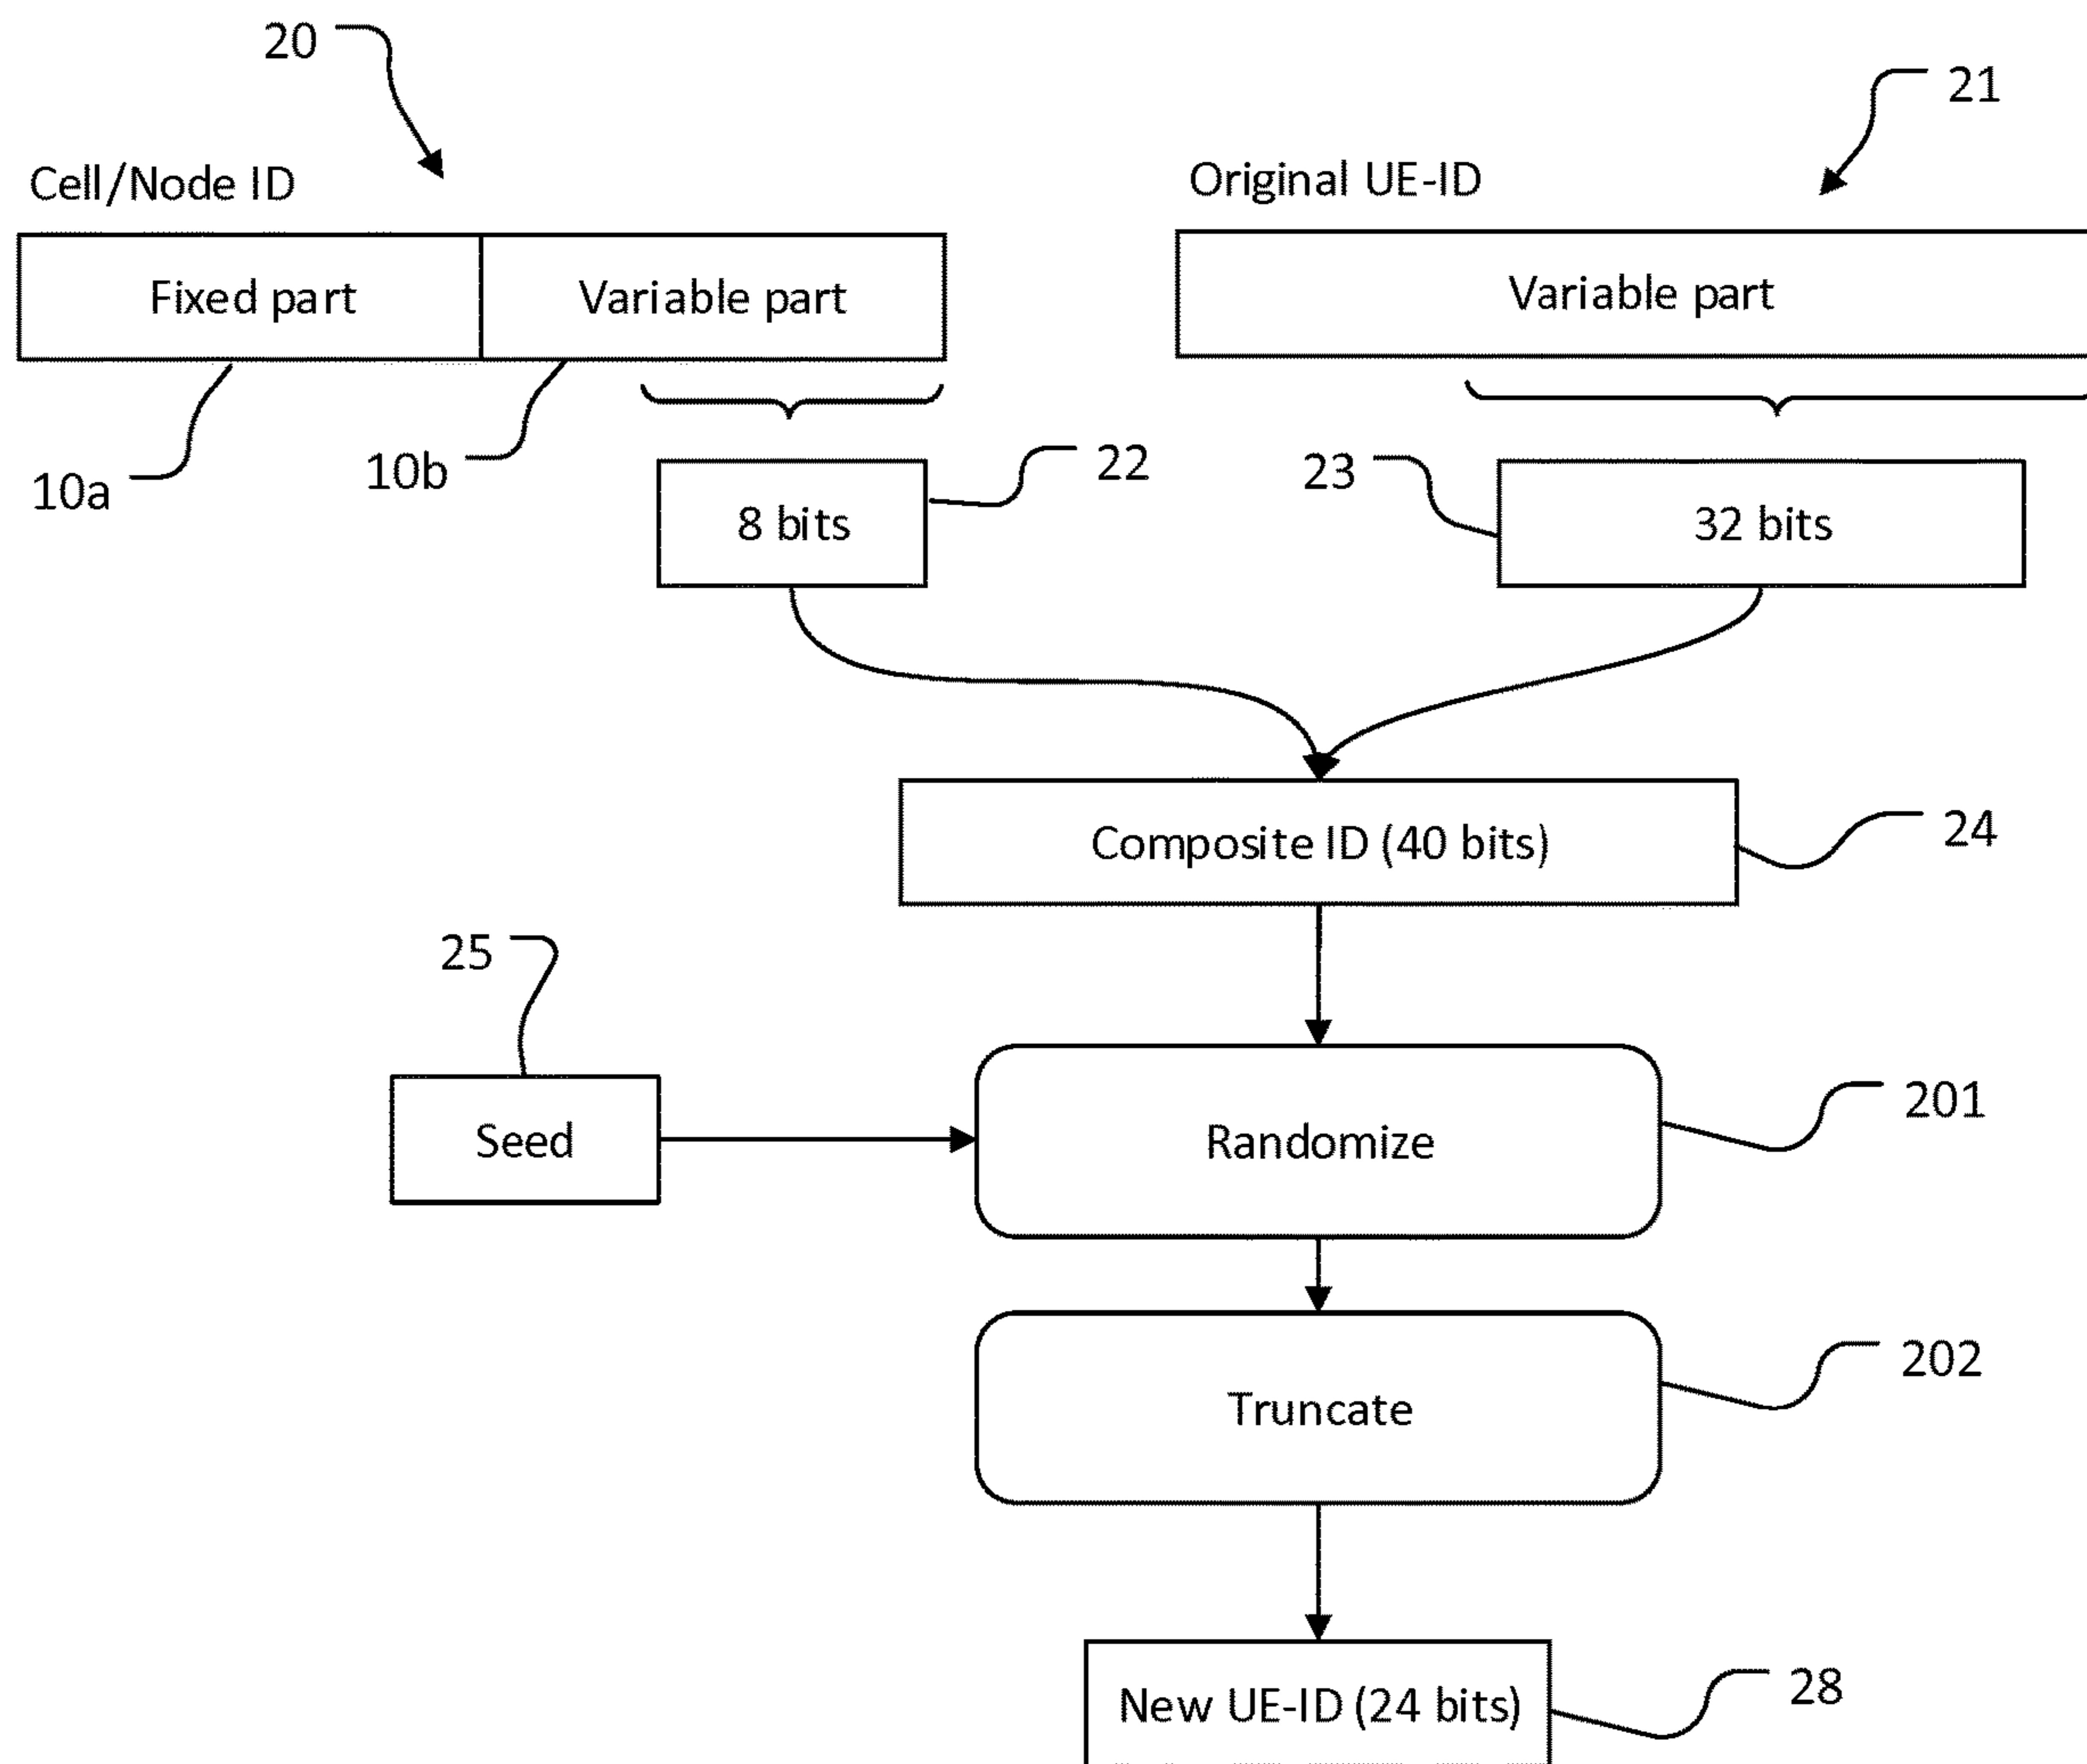 20
21
Cell/Node ID
Original UE-ID
Fixed part
Variable part
Variable part
10a
10b
22
23
8 bits
32 bits
Composite ID (40 bits)
24
25
Seed
Randomize
201
Truncate
202
New UE-ID (24 bits)
28